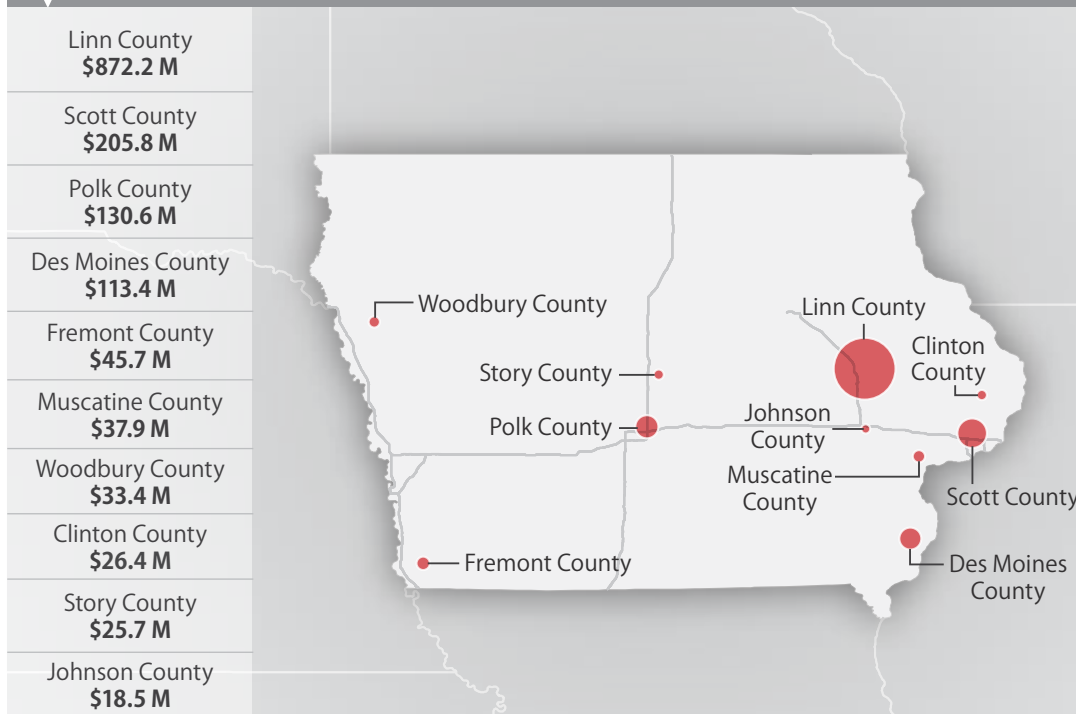 Linn County
$872.2 M
Scott County
$205.8 M
Polk County
$130.6 M
Des Moines County
$113.4 M
Fremont County
$45.7 M
Muscatine County
$37.9 M
Woodbury County
$33.4 M
Clinton County
$26.4 M
Story County
$25.7 M
Johnson County
$18.5 M
Woodbury County
Linn County
Clinton
County
Story County
Polk County
Johnson
County
Muscatine
County
Scott County
Fremont County
Des Moines
County